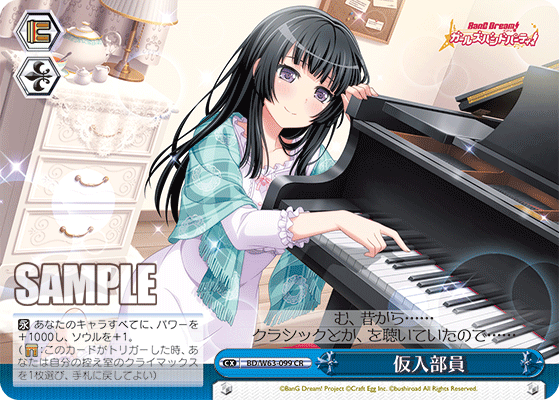 BanG Dream!
ガールズバンドパーティ!
SAMPLE
永 あなたのキャラすべてに、パワーを
+1000し、ソウルを+1。
(:このカードがトリガーした時、あ
なたは自分の控え室のクライマックス
を1枚選び、手札に戻してよい)
む、昔から……
クラシックとか、を聴いていたので……
CX BD/W63-099 CR 仮入部員
©BanG Dream! Project ©Craft Egg Inc. ©bushiroad All Rights Reserved.